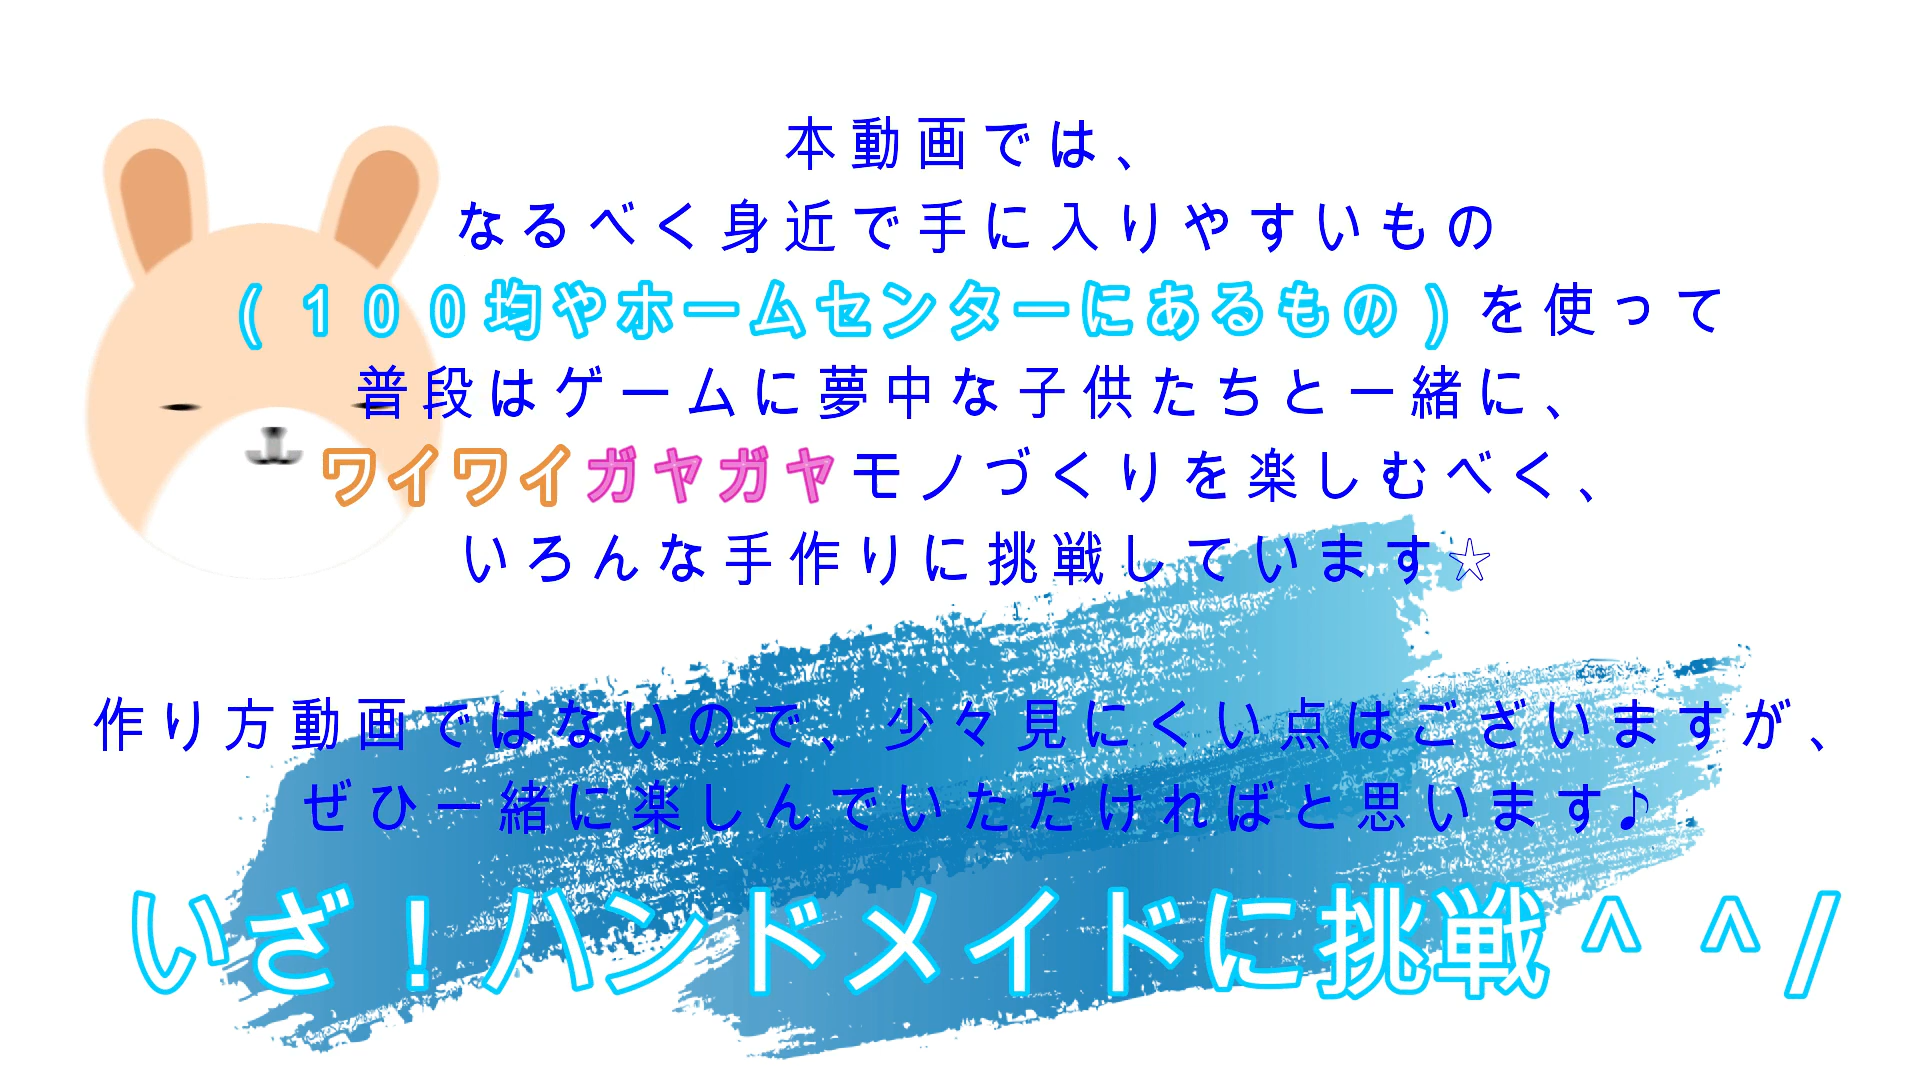 本動画では、
なるべく身近で手に入りやすいもの
(１００均やホームセンターにあるもの)を使って
普段はゲームに夢中な子供たちと一緒に、
ワイワイガヤガヤモノづくりを楽しむべく、
いろんな手作りに挑戦しています☆
作り方動画ではないので、少々見にくい点はございますが、
ぜひ一緒に楽しんでいただければと思います♪
いざ！ハンドメイドに挑戦＾＾/